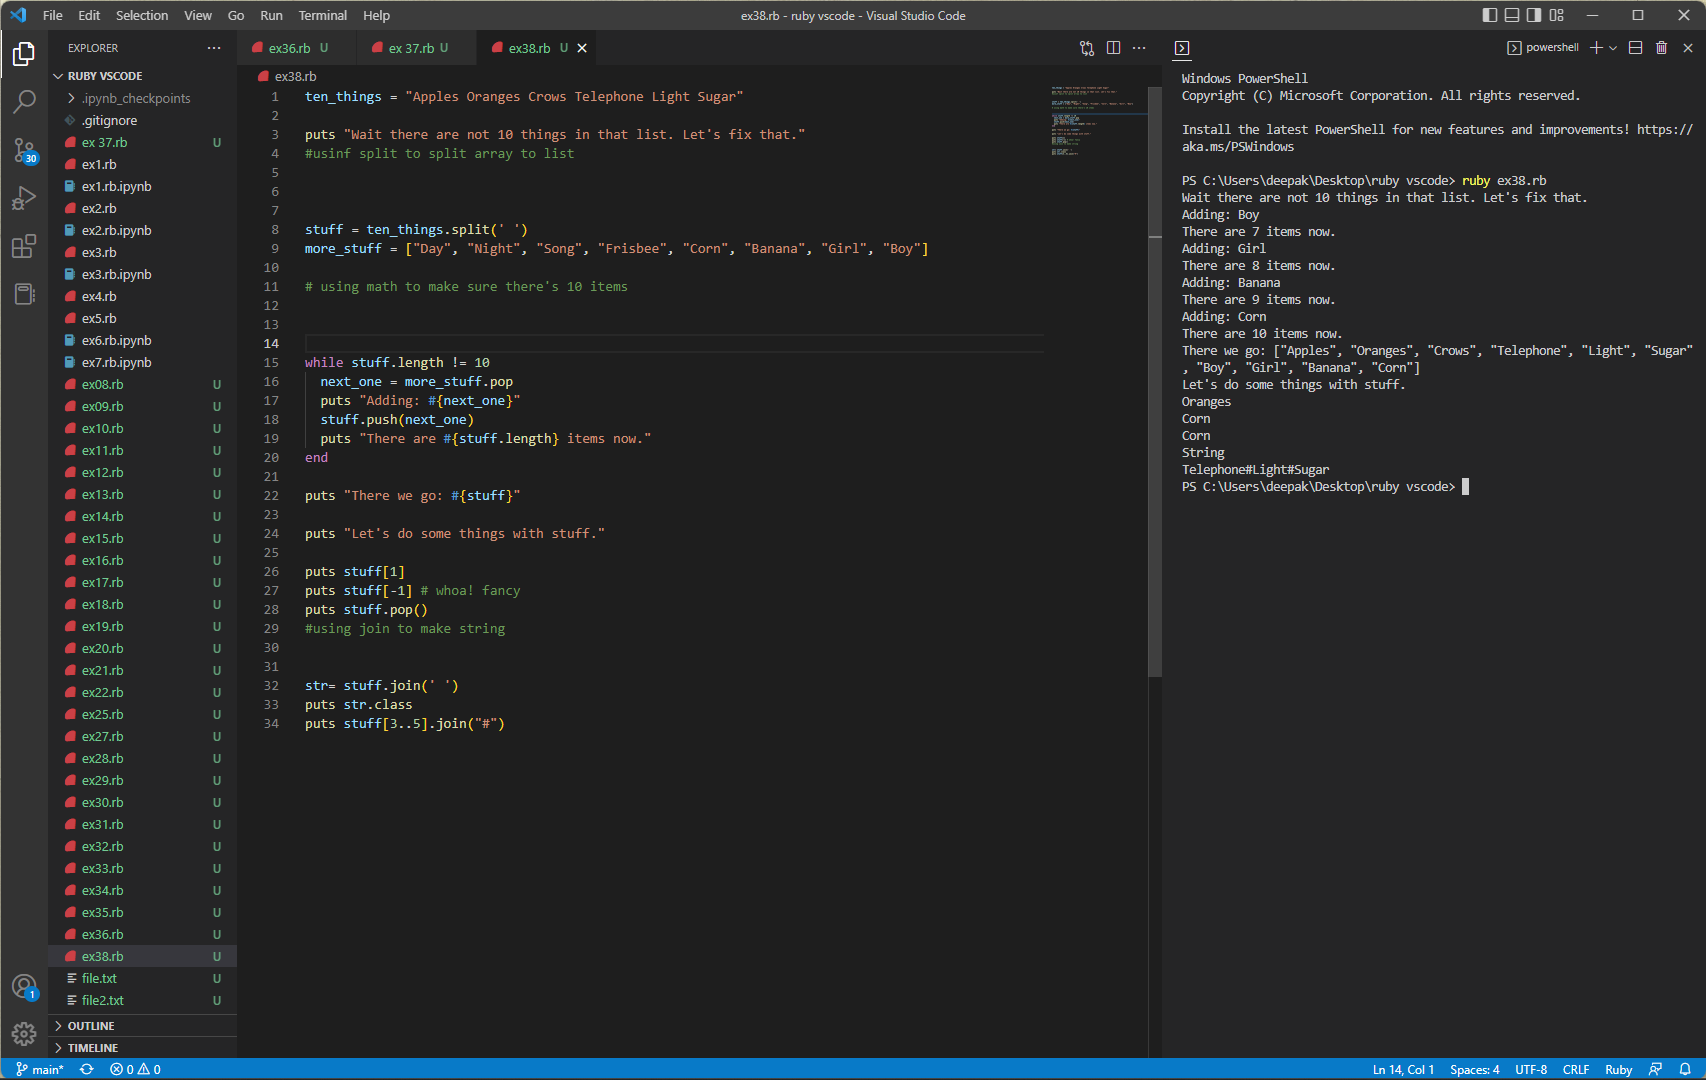 File Edit Selection View Go Run Terminal Help
ex38.rb - ruby vscode - Visual Studio Code
EXPLORER
RUBY VSCODE
.ipynb_checkpoints
.gitignore
ex 37.rb U
ex1.rb
ex1.rb.ipynb
ex2.rb
ex2.rb.ipynb
ex3.rb
ex3.rb.ipynb
ex4.rb
ex5.rb
ex6.rb.ipynb
ex7.rb.ipynb
ex08.rb U
ex09.rb U
ex10.rb U
ex11.rb U
ex12.rb U
ex13.rb U
ex14.rb U
ex15.rb U
ex16.rb U
ex17.rb U
ex18.rb U
ex19.rb U
ex20.rb U
ex21.rb U
ex22.rb U
ex25.rb U
ex27.rb U
ex28.rb U
ex29.rb U
ex30.rb U
ex31.rb U
ex32.rb U
ex33.rb U
ex34.rb U
ex35.rb U
ex36.rb U
ex38.rb U
file.txt U
file2.txt U
OUTLINE
TIMELINE
30
1
ex36.rb U ex 37.rb U ex38.rb U
ex38.rb
1 ten_things = "Apples Oranges Crows Telephone Light Sugar"
2
3 puts "Wait there are not 10 things in that list. Let's fix that."
4 #usinf split to split array to list
5
6
7
8 stuff = ten_things.split(' ')
9 more_stuff = ["Day", "Night", "Song", "Frisbee", "Corn", "Banana", "Girl", "Boy"]
10
11 # using math to make sure there's 10 items
12
13
14
15 while stuff.length != 10
16 next_one = more_stuff.pop
17 puts "Adding: #{next_one}"
18 stuff.push(next_one)
19 puts "There are #{stuff.length} items now."
20 end
21
22 puts "There we go: #{stuff}"
23
24 puts "Let's do some things with stuff."
25
26 puts stuff[1]
27 puts stuff[-1] # whoa! fancy
28 puts stuff.pop()
29 #using join to make string
30
31
32 str= stuff.join(' ')
33 puts str.class
34 puts stuff[3..5].join("#")
powershell
Windows PowerShell
Copyright (C) Microsoft Corporation. All rights reserved.
Install the latest PowerShell for new features and improvements! https://
aka.ms/PSWindows
PS C:\Users\deepak\Desktop\ruby vscode> ruby ex38.rb
Wait there are not 10 things in that list. Let's fix that.
Adding: Boy
There are 7 items now.
Adding: Girl
There are 8 items now.
Adding: Banana
There are 9 items now.
Adding: Corn
There are 10 items now.
There we go: ["Apples", "Oranges", "Crows", "Telephone", "Light", "Sugar"
, "Boy", "Girl", "Banana", "Corn"]
Let's do some things with stuff.
Oranges
Corn
Corn
String
Telephone#Light#Sugar
PS C:\Users\deepak\Desktop\ruby vscode>
main* 0 0
Ln 14, Col 1 Spaces: 4 UTF-8 CRLF Ruby